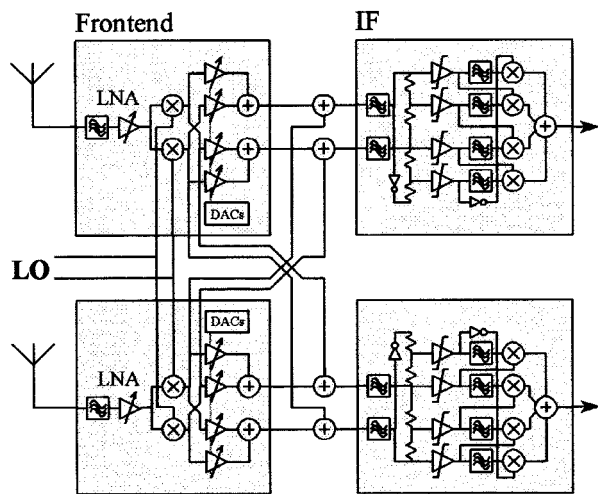 Frontend
IF
LNA
DACs
LO
DACs
LNA